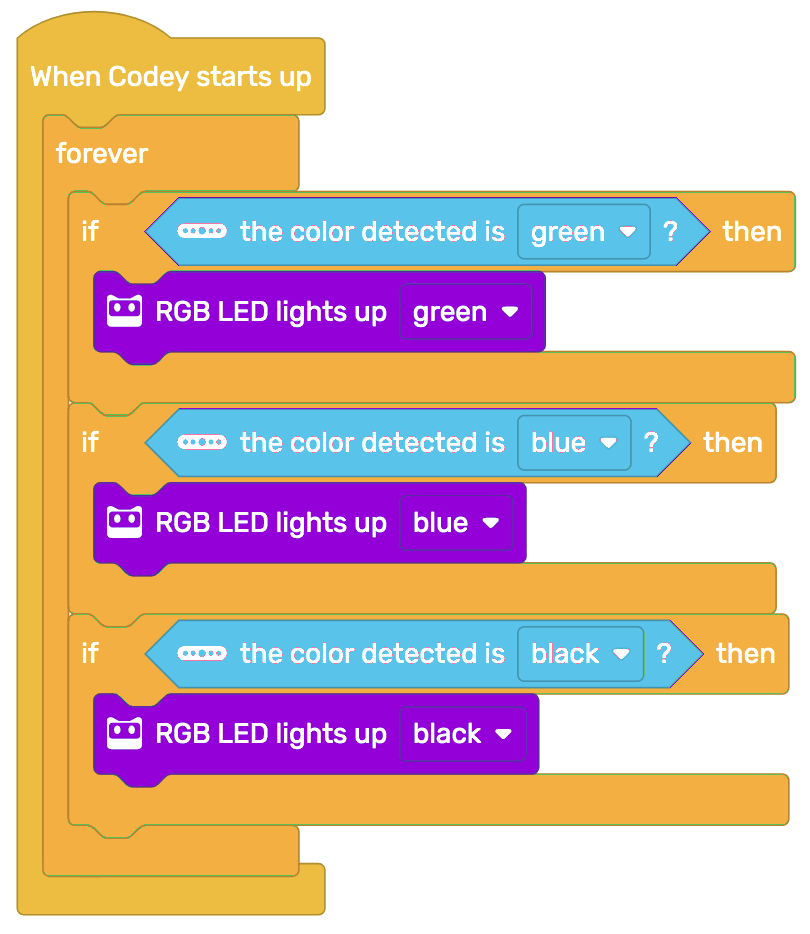 When Codey starts up
forever
if the color detected is green ? then
RGB LED lights up green
if the color detected is blue ? then
RGB LED lights up blue
if the color detected is black ? then
RGB LED lights up black